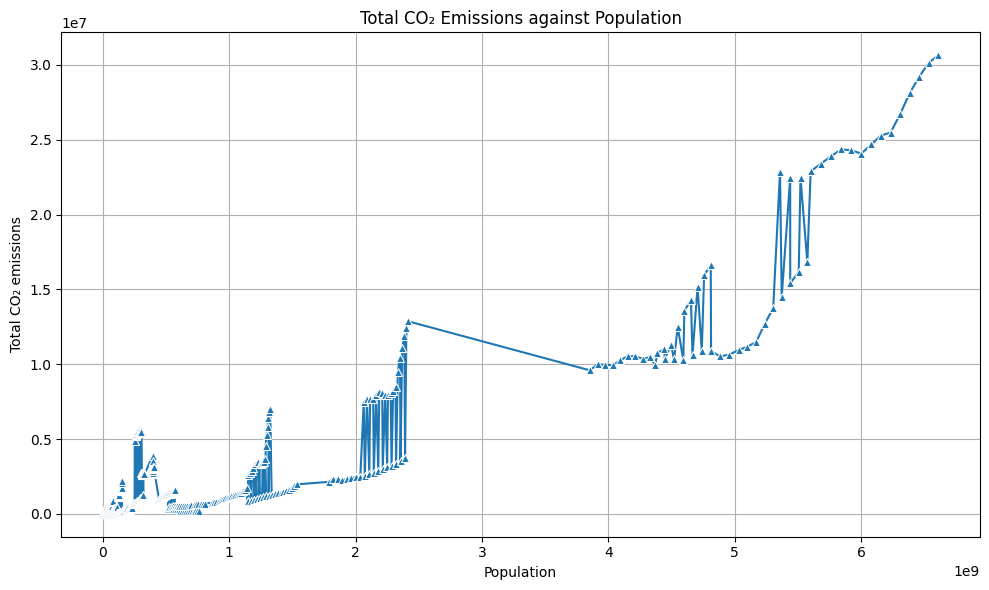 Total CO₂ Emissions against Population
1e7
3.0
2.5
2.0
1.5
1.0
0.5
0.0
Total CO₂ emissions
0 1 2 3 4 5 6
1e9
Population